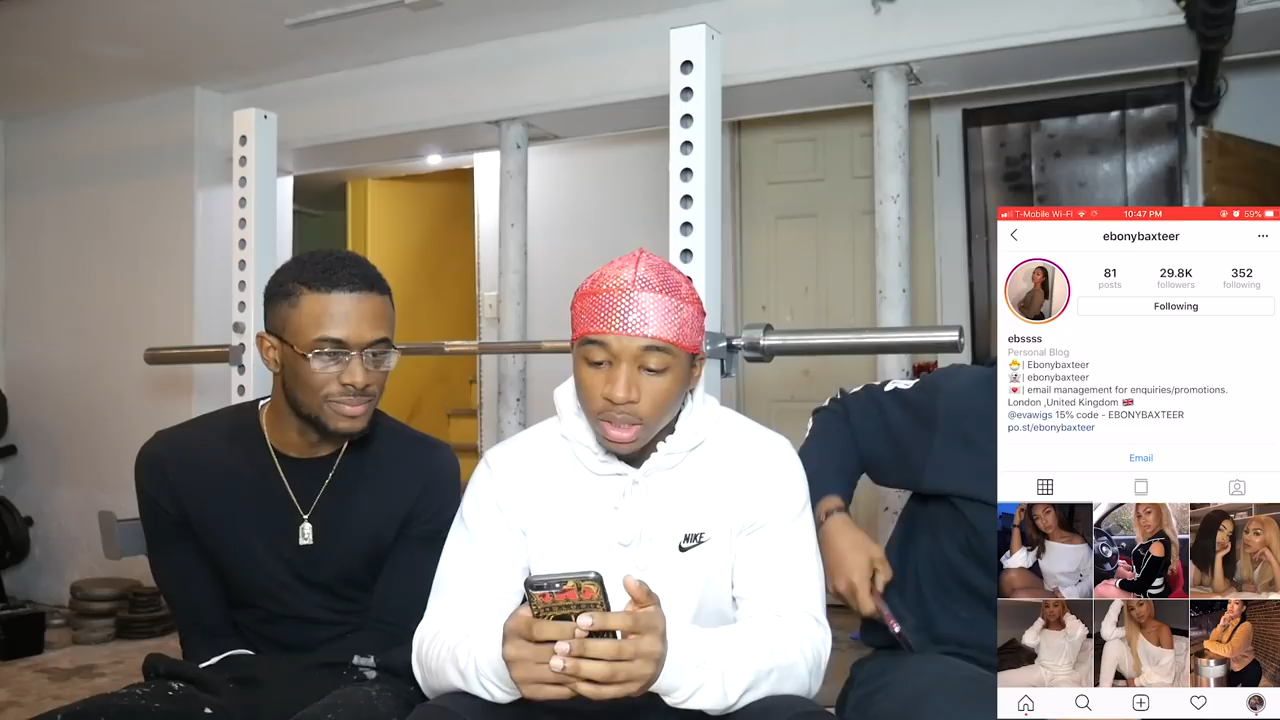 NIKE
T-Mobile Wi-Fi 10:47 PM 59%
ebonybaxteer
81 29.8K 352
posts followers following
Following
ebssss
Personal Blog
| Ebonybaxteer
| ebonybaxteer
| email management for enquiries/promotions.
London ,United Kingdom 🇬🇧
@evawigs 15% code - EBONYBAXTEER
po.st/ebonybaxteer
Email